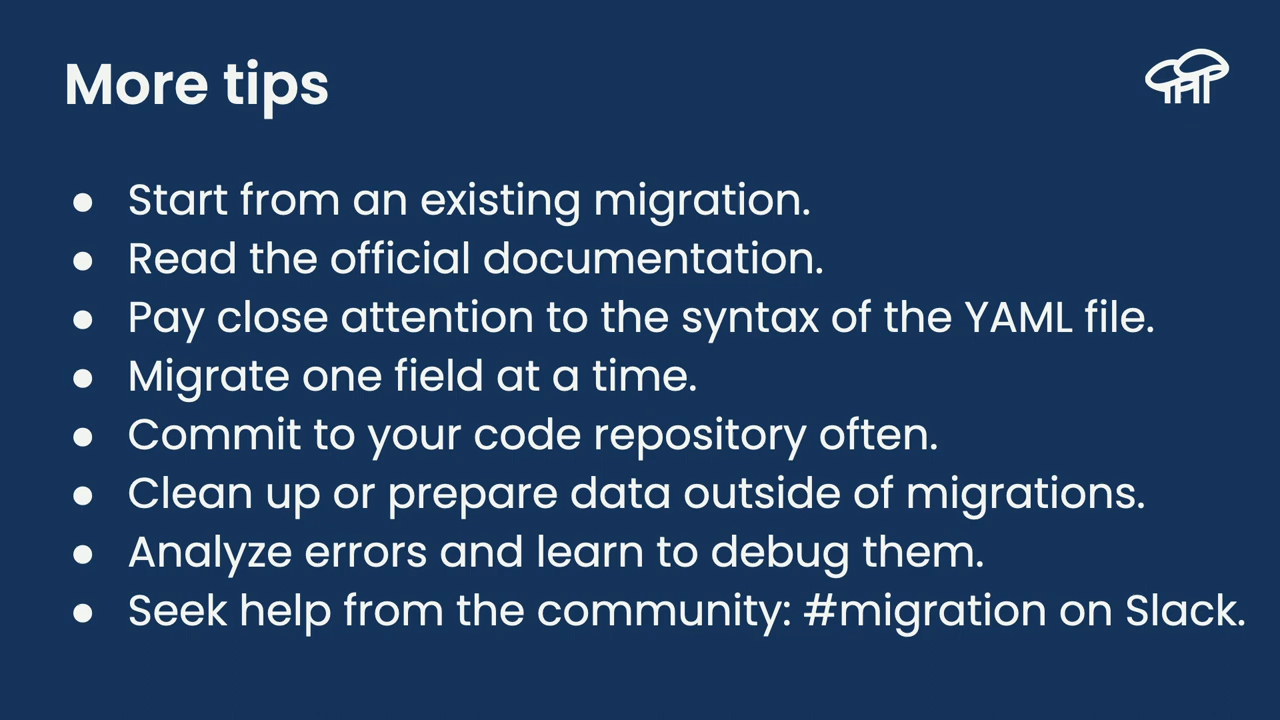 More tips
● Start from an existing migration.
● Read the official documentation.
● Pay close attention to the syntax of the YAML file.
● Migrate one field at a time.
● Commit to your code repository often.
● Clean up or prepare data outside of migrations.
● Analyze errors and learn to debug them.
● Seek help from the community: #migration on Slack.